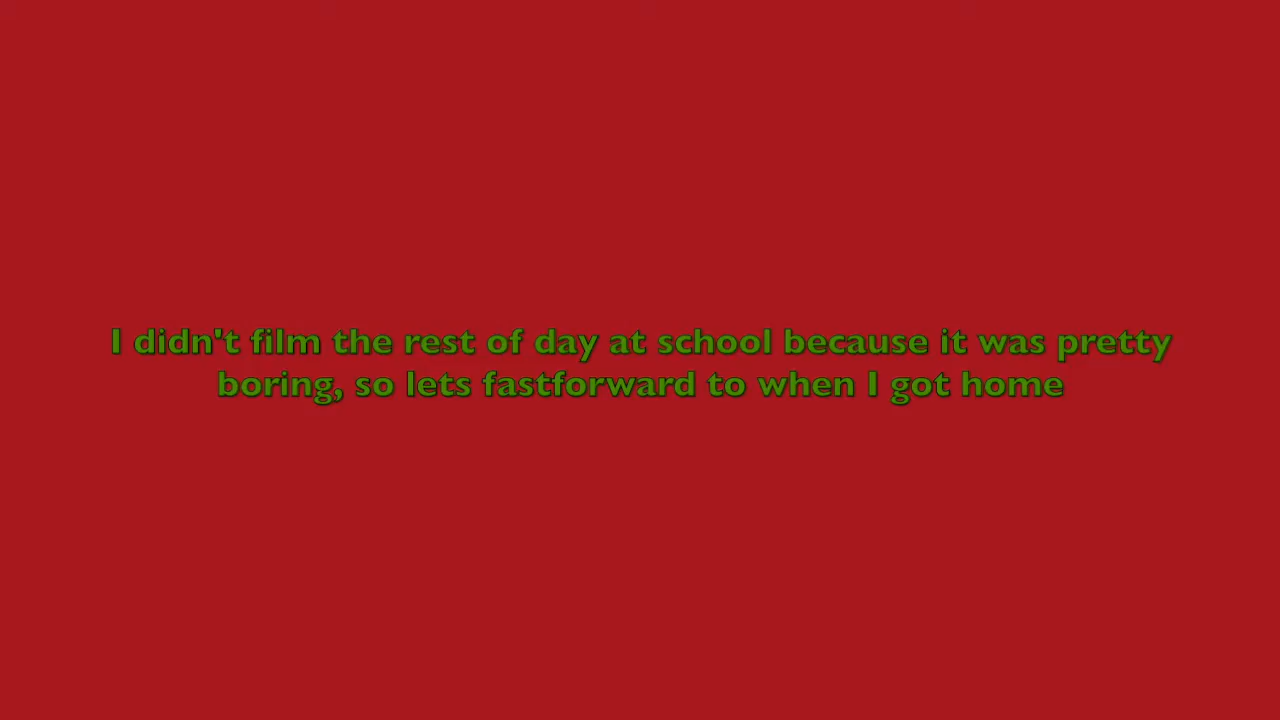 I didn't film the rest of day at school because it was pretty
boring, so lets fastforward to when I got home